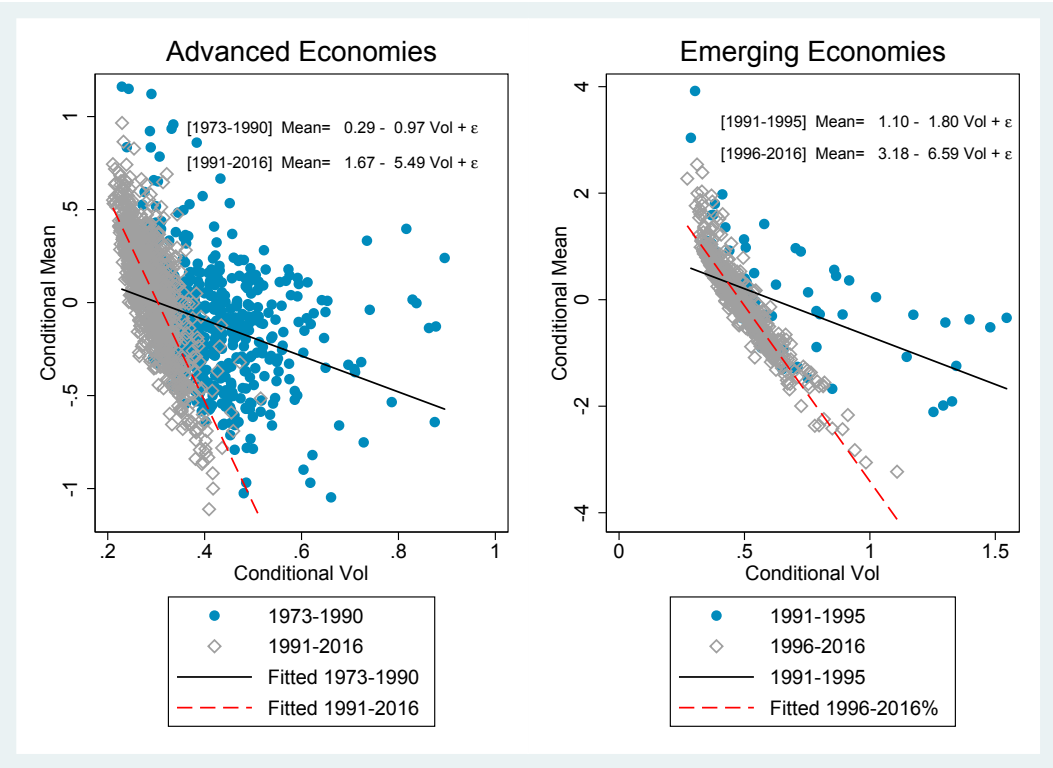 Advanced Economies
[1973-1990] Mean= 0.29 - 0.97 Vol + ε
[1991-2016] Mean= 1.67 - 5.49 Vol + ε
Conditional Mean
1
.5
0
-.5
-1
.2
.4
.6
.8
1
Conditional Vol
1973-1990
1991-2016
Fitted 1973-1990
Fitted 1991-2016
Emerging Economies
[1991-1995] Mean= 1.10 - 1.80 Vol + ε
[1996-2016] Mean= 3.18 - 6.59 Vol + ε
Conditional Mean
4
2
0
-2
-4
0
.5
1
1.5
Conditional Vol
1991-1995
1996-2016
1991-1995
Fitted 1996-2016%